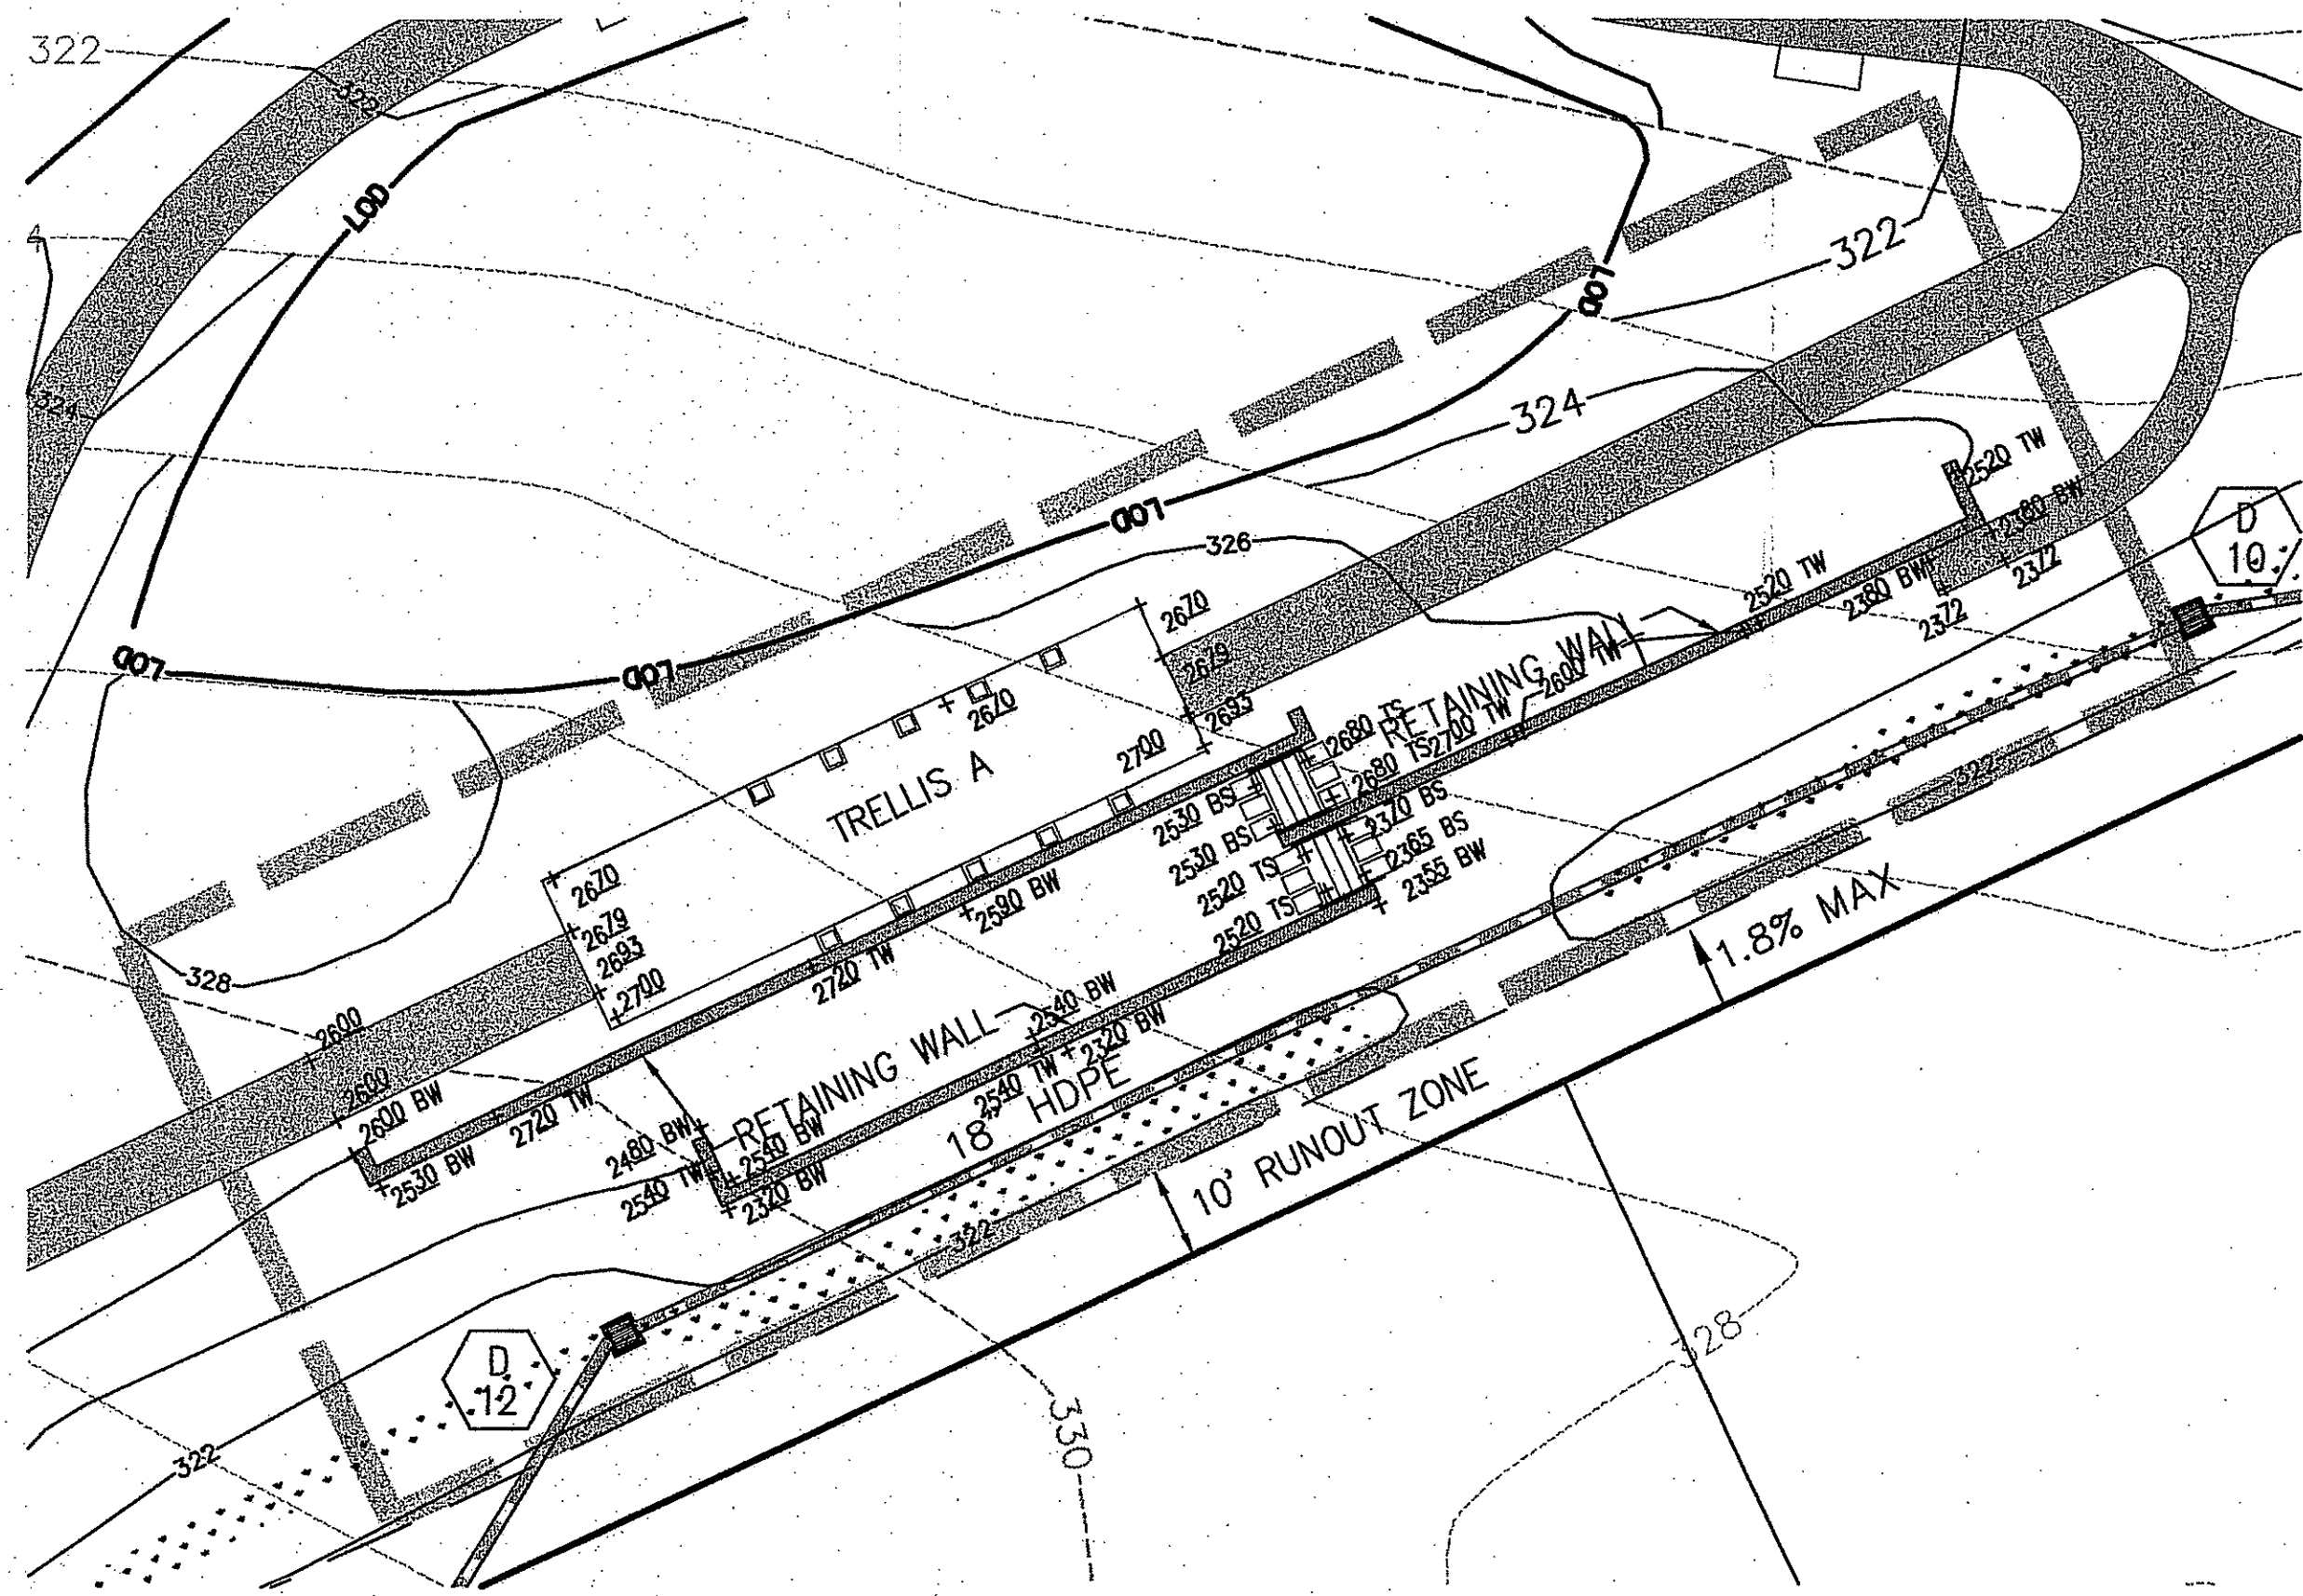 322
322
LOD
4
324
322
LOD
324
LOD
326
25²⁰ TW
23⁸⁰ BW
D
10
25²⁰ TW
23⁸⁰ BW
23⁷²
23⁷²
LOD
LOD
26⁷⁰
26⁷⁹
26⁹³
27⁰⁰
26⁷⁰
TRELLIS A
RETAINING WALL
26⁰⁰ TW
26⁸⁰ TS
26⁸⁰ TS
27⁰⁰ TW
25³⁰ BS
25³⁰ BS
23⁷⁰ BS
23⁶⁵ BS
23⁵⁵ BW
25²⁰ TS
25²⁰ TS
322
1.8% MAX
26⁷⁰
26⁷⁹
26⁹³
27⁰⁰
25⁹⁰ BW
27²⁰ TW
328
26⁰⁰
26⁰⁰
26⁰⁰ BW
25³⁰ BW
27²⁰ TW
RETAINING WALL
25⁴⁰ BW
23²⁰ BW
25⁴⁰ TW
18" HDPE
24⁸⁰ BW
25⁴⁰ TW
25⁴⁰ BW
23²⁰ BW
10' RUNOUT ZONE
322
D
12
322
330
328